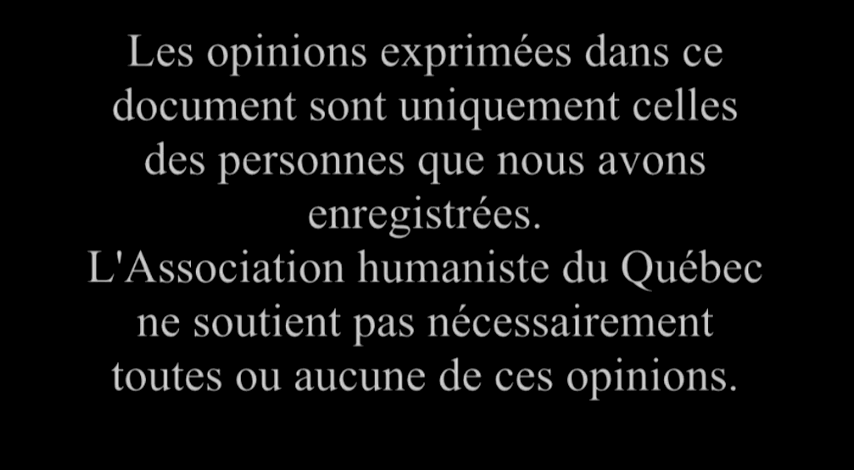 Les opinions exprimées dans ce
document sont uniquement celles
des personnes que nous avons
enregistrées.
L'Association humaniste du Québec
ne soutient pas nécessairement
toutes ou aucune de ces opinions.